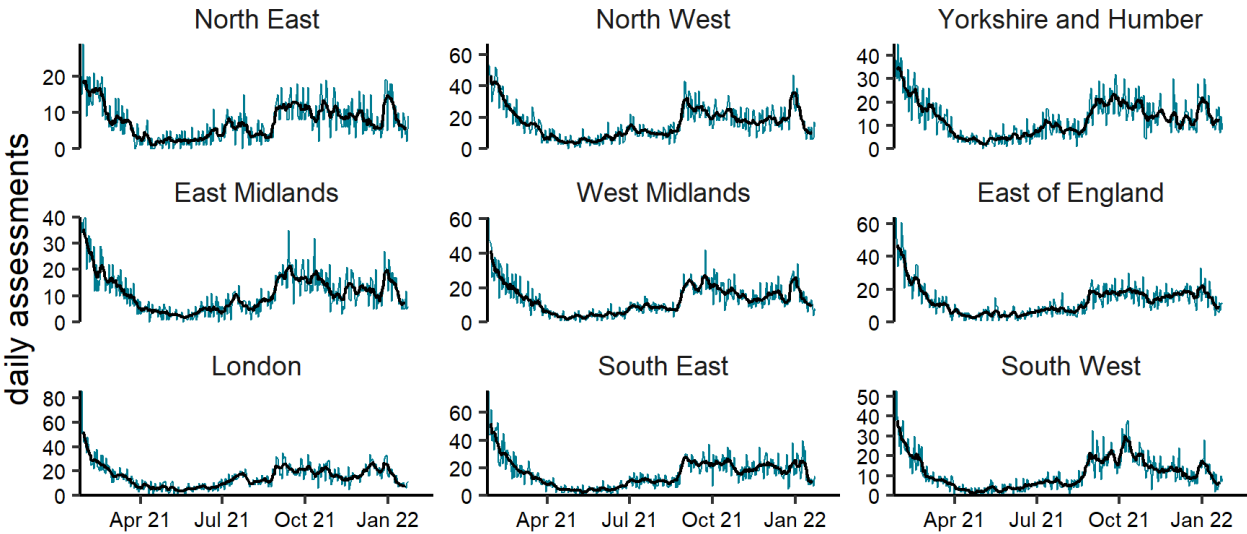 North East North West Yorkshire and Humber
60 40
20 40 30
10 20 20
10
0 0 0
daily assessments
East Midlands West Midlands East of England
40 60 60
30 40 40
20
10 20 20
0 0 0
London South East South West
80 50
60 60 40
40 40 30
20 20 20
10
0 0 0
Apr 21 Jul 21 Oct 21 Jan 22 Apr 21 Jul 21 Oct 21 Jan 22 Apr 21 Jul 21 Oct 21 Jan 22